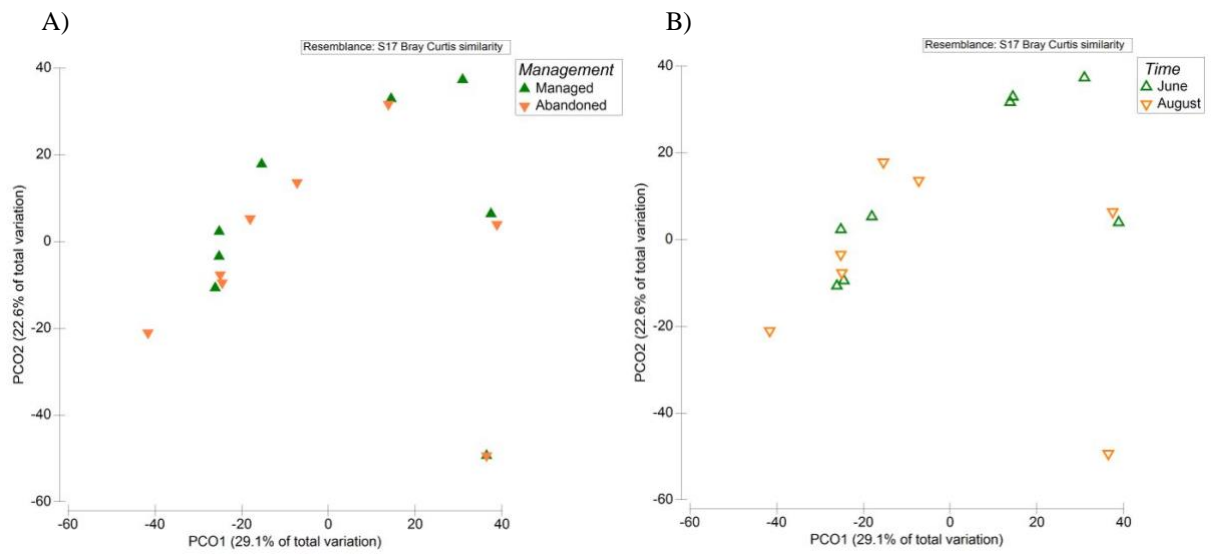 A)
Resemblance: S17 Bray Curtis similarity
Management
Managed
Abandoned
40
20
0
-20
-40
-60
PCO2 (22.6% of total variation)
-60 -40 -20 0 20 40
PCO1 (29.1% of total variation)
B)
Resemblance: S17 Bray Curtis similarity
Time
June
August
40
20
0
-20
-40
-60
PCO2 (22.6% of total variation)
-60 -40 -20 0 20 40
PCO1 (29.1% of total variation)